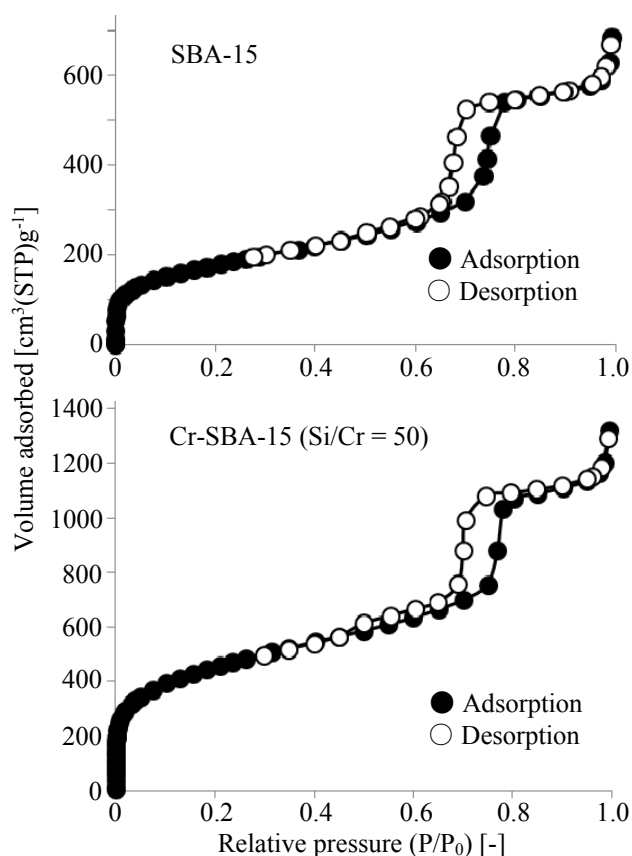 SBA-15
600
400
200
0
Adsorption
Desorption
0 0.2 0.4 0.6 0.8 1.0
Volume adsorbed [cm³(STP)g⁻¹]
1400
Cr-SBA-15 (Si/Cr = 50)
1200
1000
800
600
400
200
0
Adsorption
Desorption
0 0.2 0.4 0.6 0.8 1.0
Relative pressure (P/P₀) [-]